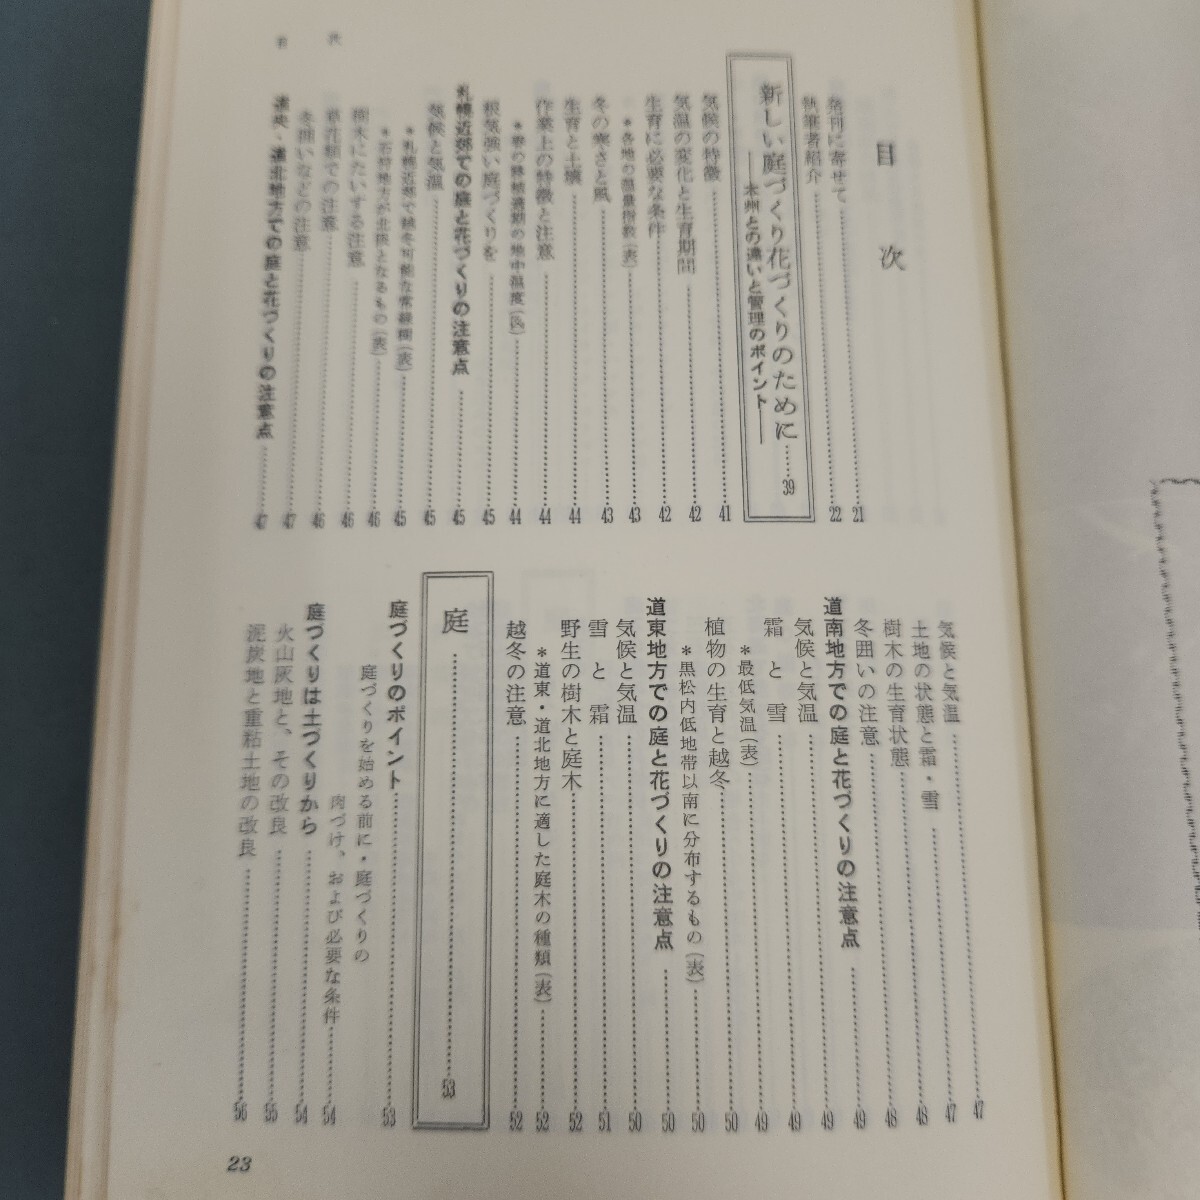 目次
発刊に寄せて……21
執筆者紹介……22
新しい庭づくり花づくりのために……39
――本州との違いと管理のポイント――
気候の特徴……41
気温の変化と生育期間……42
生育に必要な条件……42
＊各地の温量指数(表)……43
冬の寒さと風……43
生育と土壌……44
作業上の特徴と注意……44
＊春の移植適期の地中温度(図)……44
根気強い庭づくりを……45
札幌近郊での庭と花づくりの注意点……45
気候と気温……45
＊札幌近郊で越冬可能な常緑樹(表)……45
＊石狩地方が北限となるもの(表)……46
樹木にたいする注意……46
草花類での注意……46
冬囲いなどの注意……47
道央・道北地方での庭と花づくりの注意点……47
気候と気温……47
土地の状態と霜・雪……47
樹木の生育状態……48
冬囲いの注意……48
道南地方での庭と花づくりの注意点……49
気候と気温……49
霜と雪……49
＊最低気温(表)……49
植物の生育と越冬……50
＊黒松内低地帯以南に分布するもの(表)……50
道東地方での庭と花づくりの注意点……50
気候と気温……50
雪と霜……51
野生の樹木と庭木……52
＊道東・道北地方に適した庭木の種類(表)……52
越冬の注意……52
庭……53
庭づくりのポイント……53
庭づくりを始める前に・庭づくりの
肉づけ、および必要な条件……54
庭づくりは土づくりから……54
火山灰地と、その改良……55
泥炭地と重粘土地の改良……56
目次
23